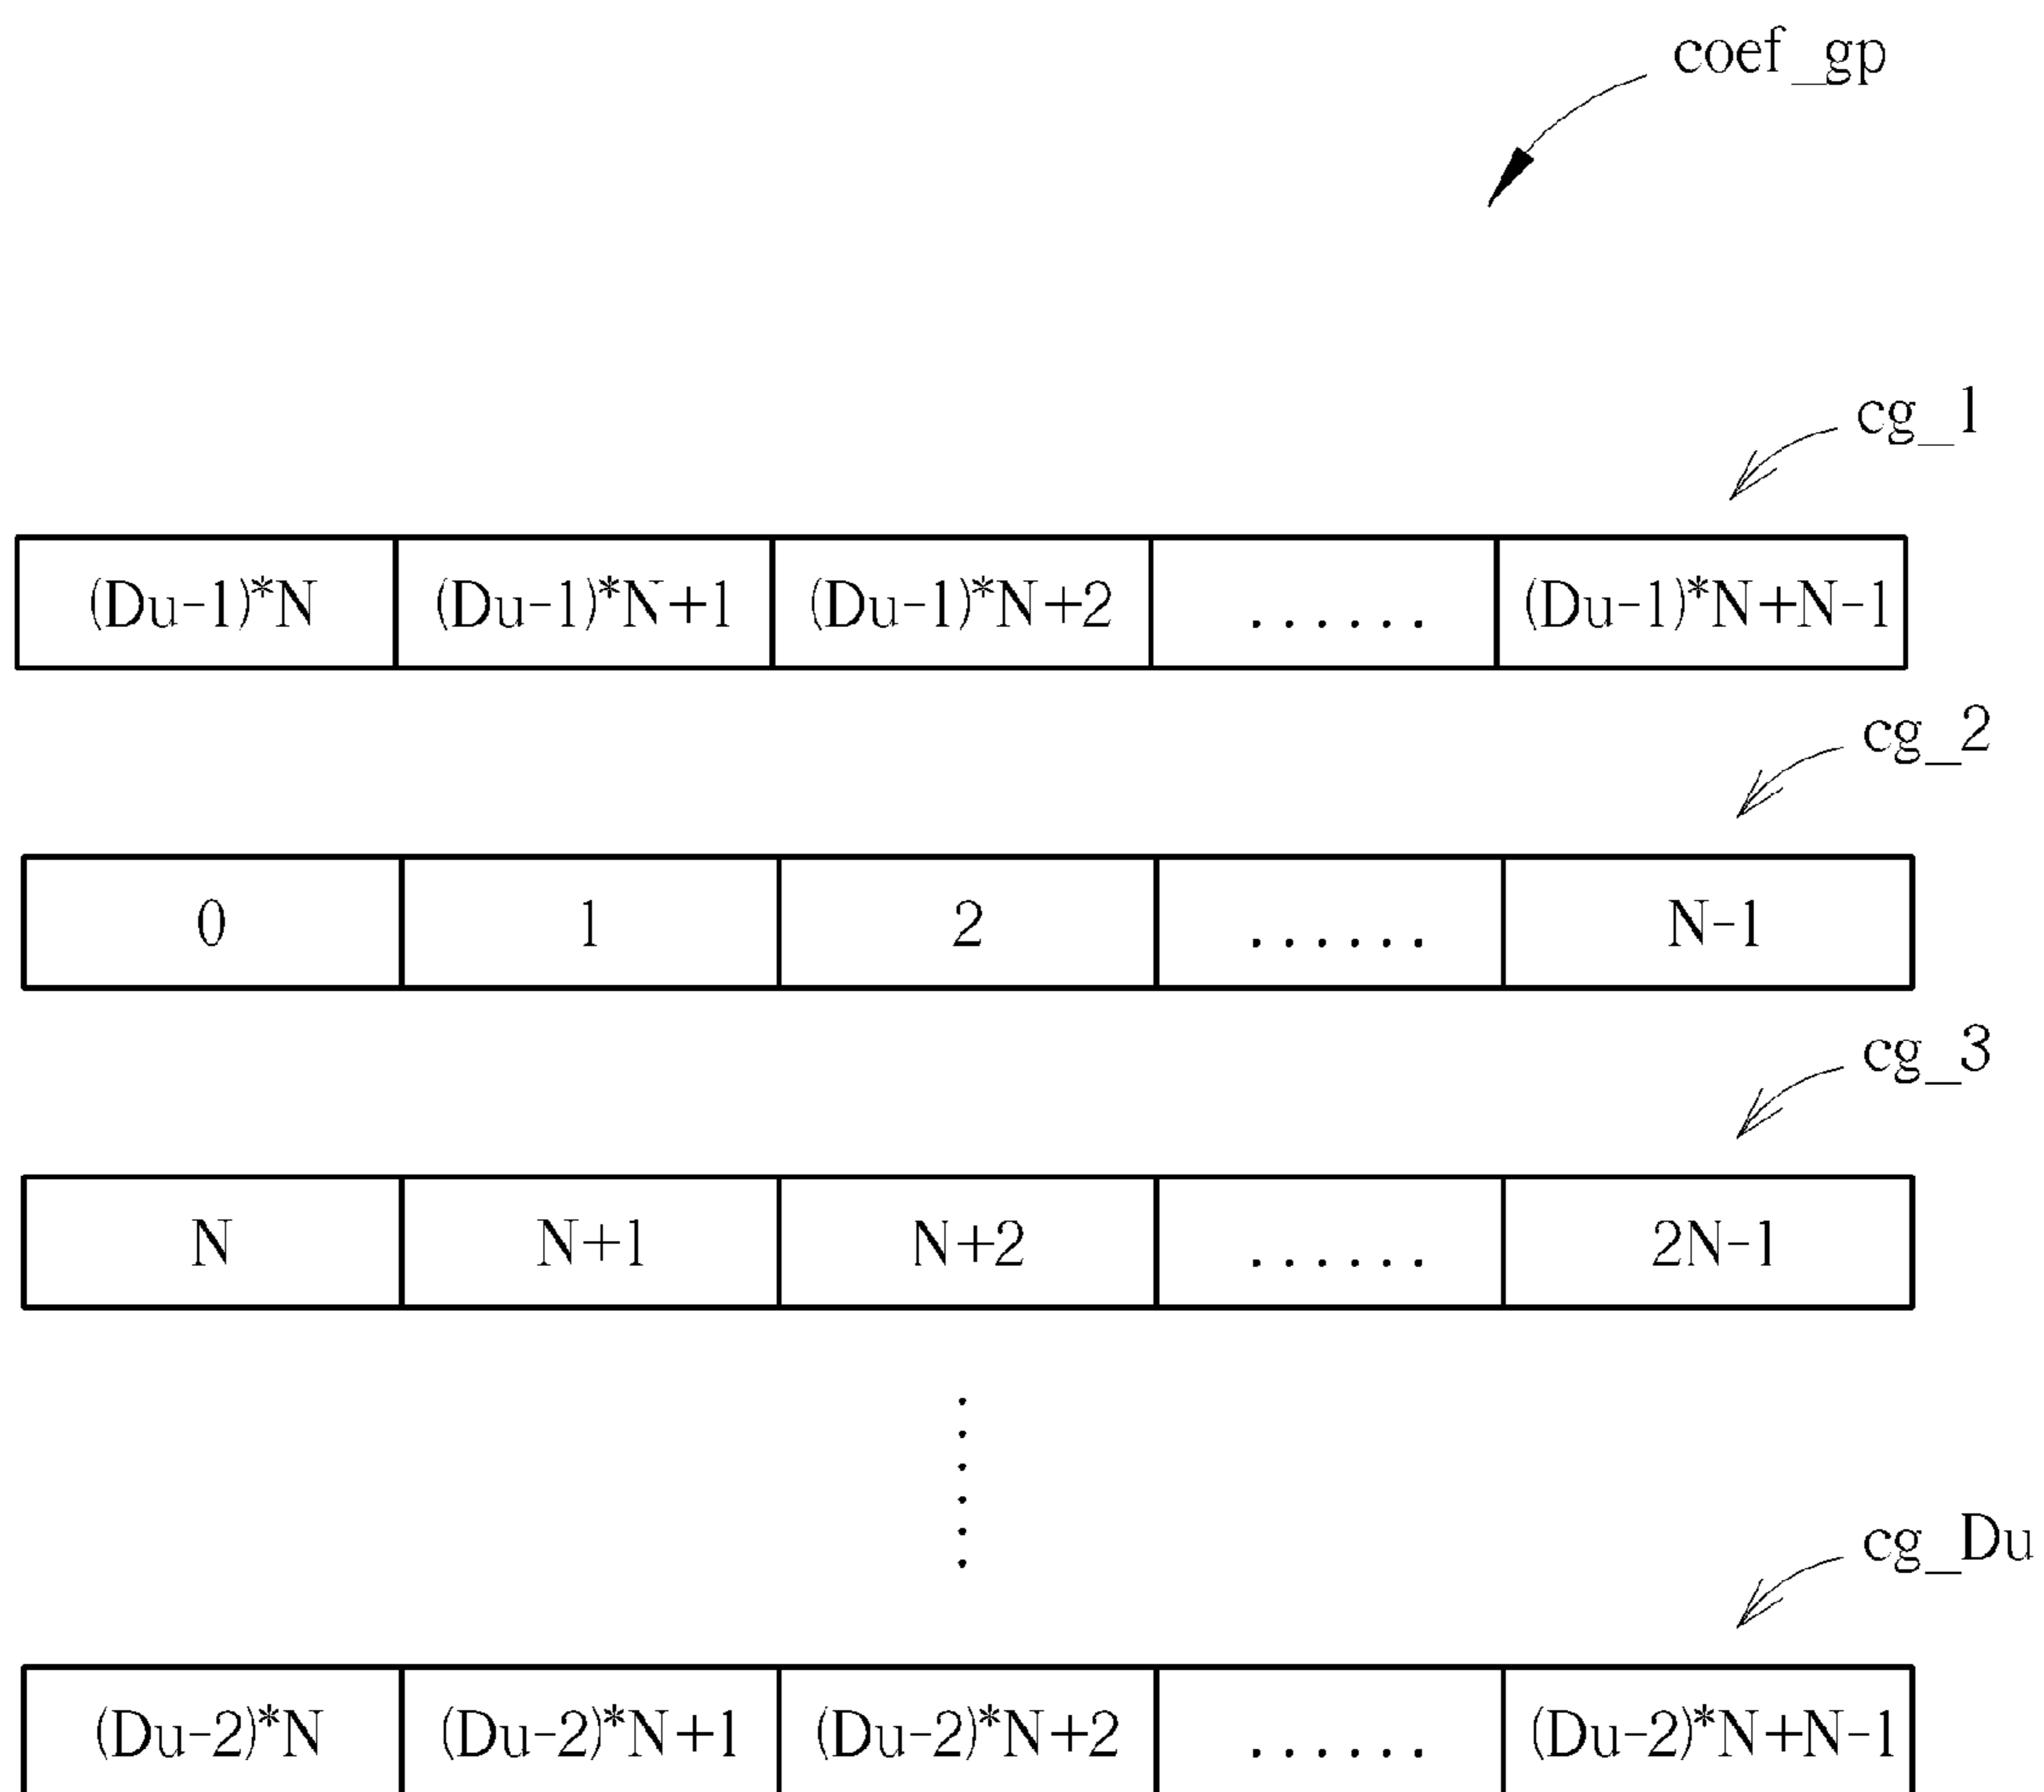 coef_gp
cg_1
(Du-1)*N (Du-1)*N+1 (Du-1)*N+2 ...... (Du-1)*N+N-1
cg_2
0 1 2 ...... N-1
cg_3
N N+1 N+2 ...... 2N-1
cg_Du
(Du-2)*N (Du-2)*N+1 (Du-2)*N+2 ...... (Du-2)*N+N-1